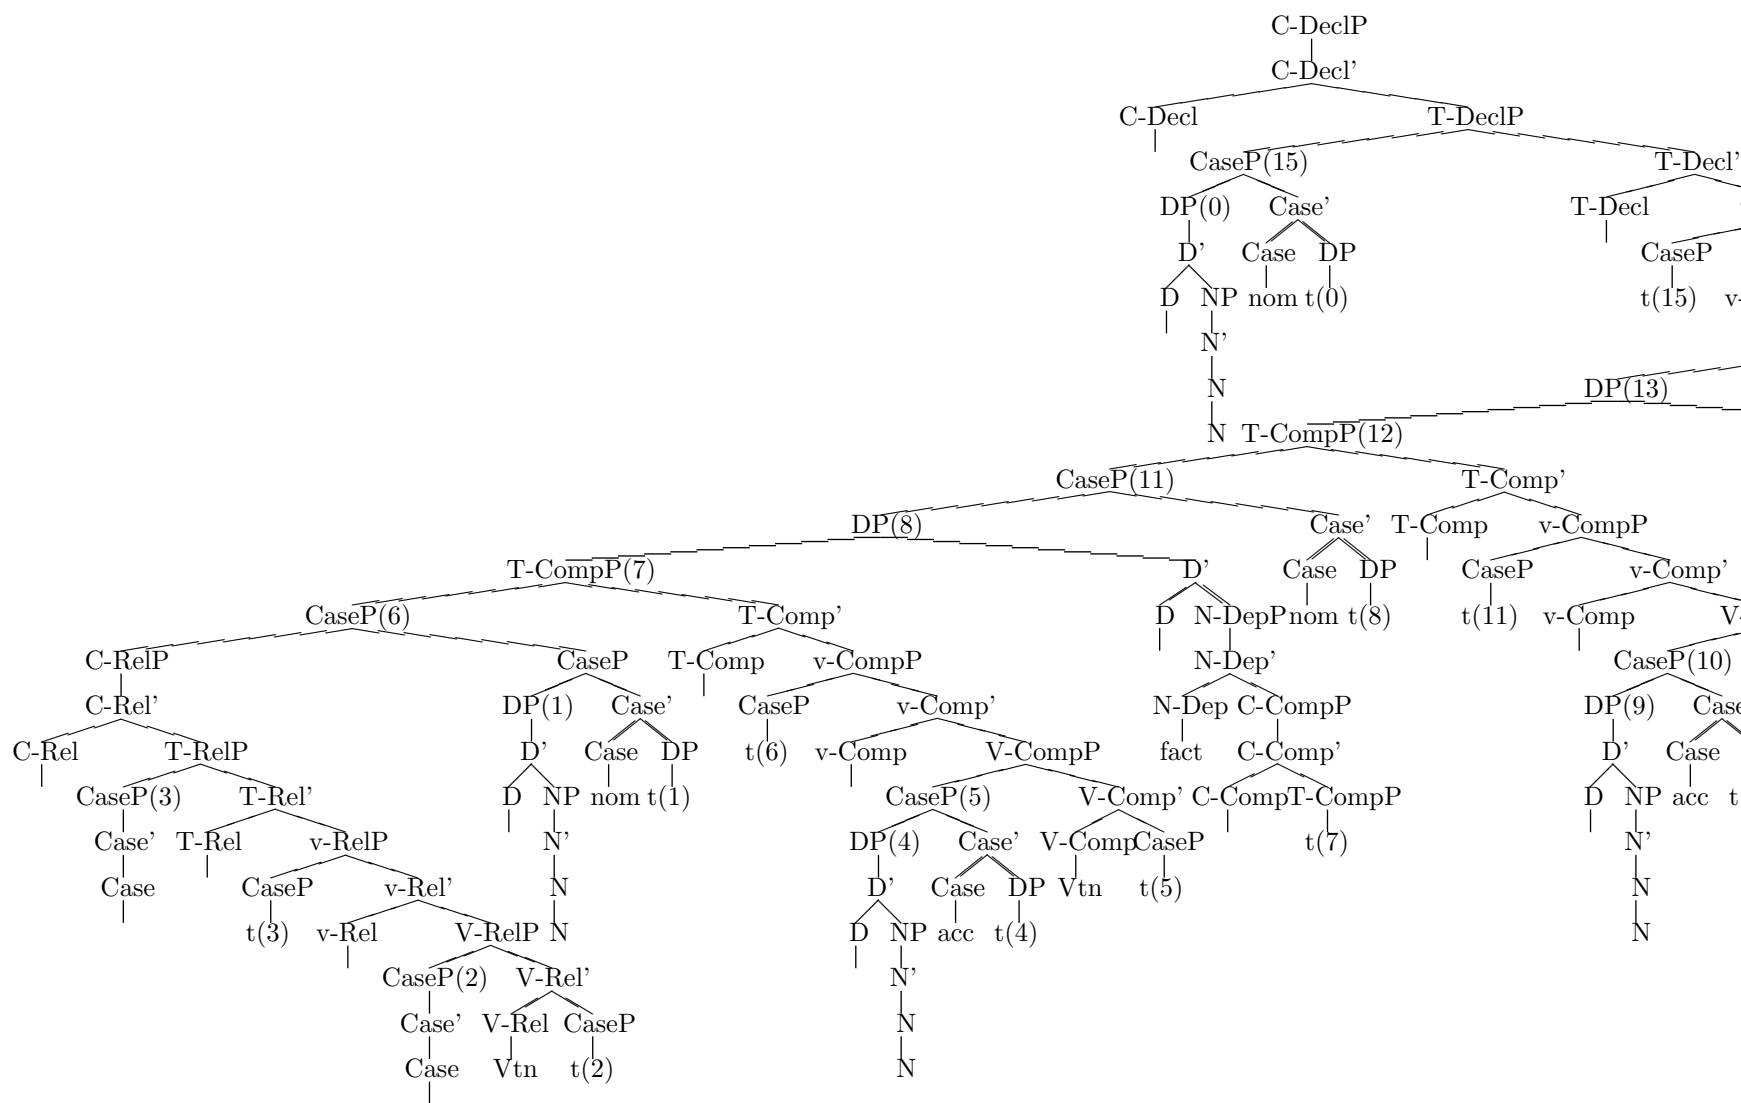 C-DeclP
C-Decl’
C-Decl T-DeclP
CaseP(15) T-Decl’
DP(0) Case’ T-Decl
D’ Case DP CaseP
D NP nom t(0) t(15) v-
N’
N DP(13)
N T-CompP(12)
CaseP(11) T-Comp’
DP(8) Case’ T-Comp v-CompP
T-CompP(7) D’ Case DP CaseP v-Comp’
CaseP(6) T-Comp’ D N-DepP nom t(8) t(11) v-Comp V-
C-RelP CaseP T-Comp v-CompP N-Dep’ CaseP(10)
C-Rel’ DP(1) Case’ CaseP v-Comp’ N-Dep C-CompP DP(9) Case
C-Rel T-RelP D’ Case DP t(6) v-Comp V-CompP fact C-Comp’ D’ Case
CaseP(3) T-Rel’ D NP nom t(1) CaseP(5) V-Comp’ C-Comp T-CompP D NP acc t
Case’ T-Rel v-RelP N’ DP(4) Case’ V-Comp CaseP t(7) N’
Case CaseP v-Rel’ N D’ Case DP Vtn t(5) N
t(3) v-Rel V-RelP N D NP acc t(4) N
CaseP(2) V-Rel’ N’
Case’ V-Rel CaseP N
Case Vtn t(2) N